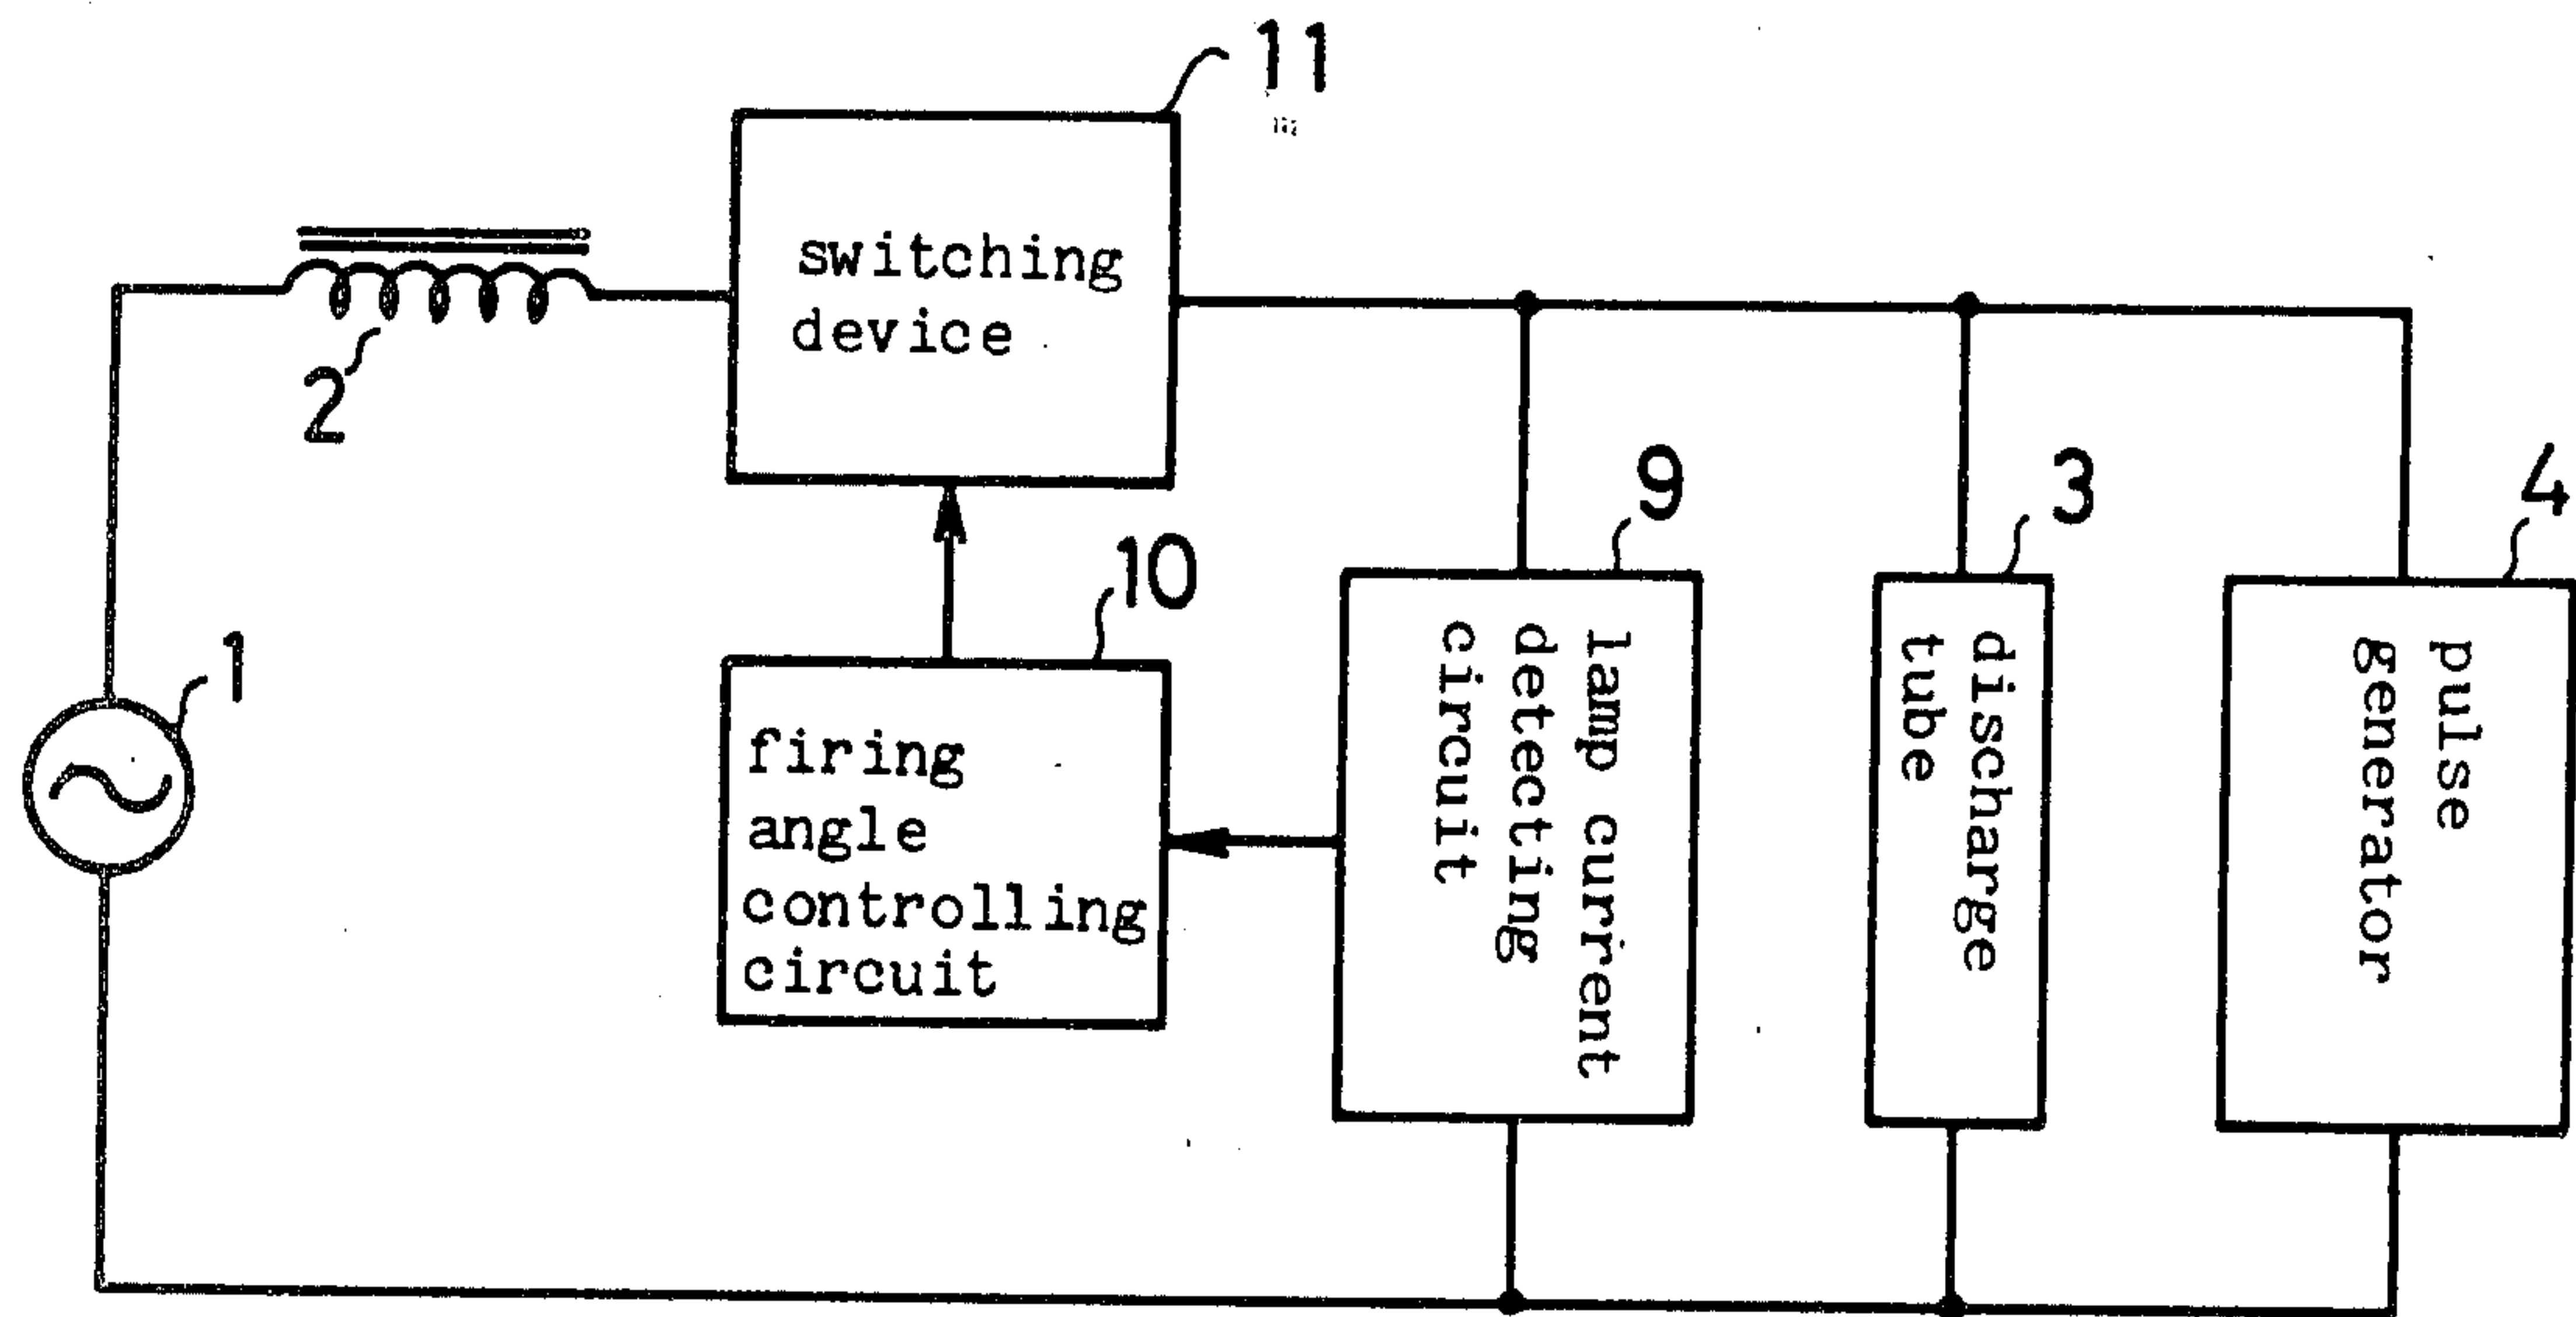 11
switching
device
2
9
3
4
10
1
firing
angle
controlling
circuit
lamp current
detecting
circuit
discharge
tube
pulse
generator